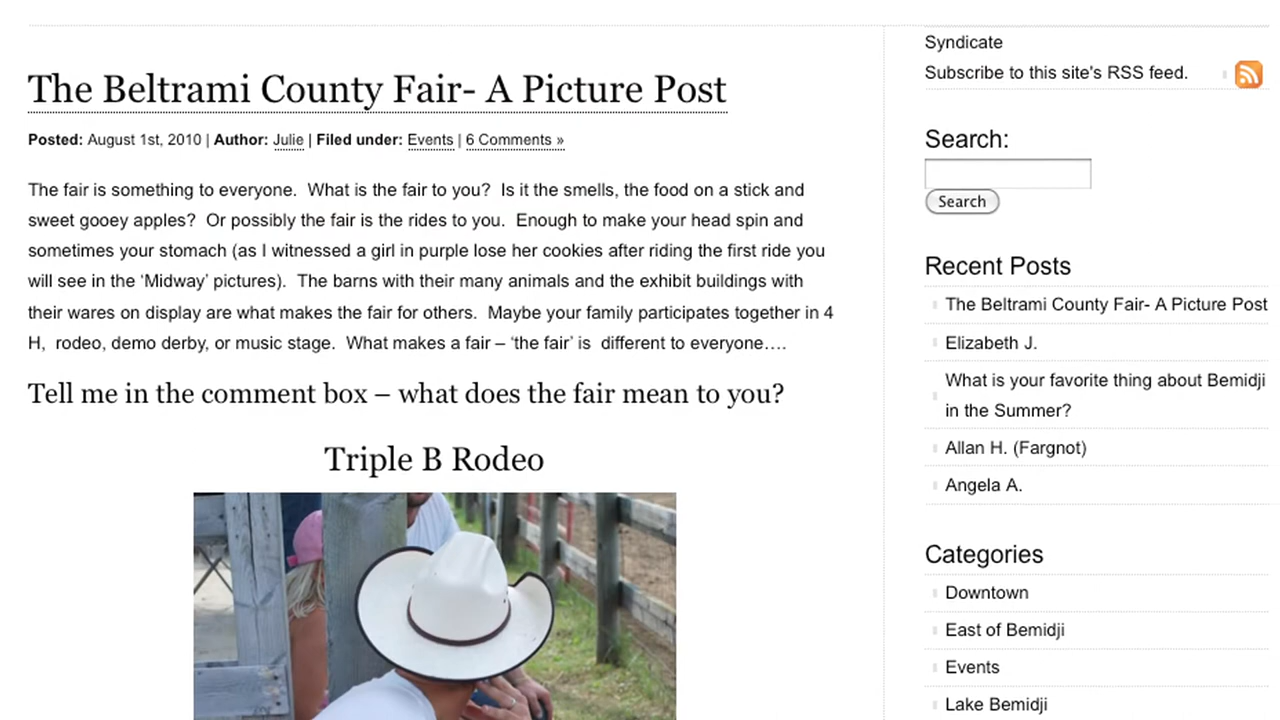 The Beltrami County Fair- A Picture Post
Posted: August 1st, 2010 | Author: Julie | Filed under: Events | 6 Comments »
The fair is something to everyone.  What is the fair to you?  Is it the smells, the food on a stick and
sweet gooey apples?  Or possibly the fair is the rides to you.  Enough to make your head spin and
sometimes your stomach (as I witnessed a girl in purple lose her cookies after riding the first ride you
will see in the ‘Midway’ pictures).  The barns with their many animals and the exhibit buildings with
their wares on display are what makes the fair for others.  Maybe your family participates together in 4
H,  rodeo, demo derby, or music stage.  What makes a fair – ‘the fair’ is  different to everyone….
Tell me in the comment box – what does the fair mean to you?
Triple B Rodeo
Syndicate
Subscribe to this site's RSS feed.
Search:
Search
Recent Posts
The Beltrami County Fair- A Picture Post
Elizabeth J.
What is your favorite thing about Bemidji
in the Summer?
Allan H. (Fargnot)
Angela A.
Categories
Downtown
East of Bemidji
Events
Lake Bemidji